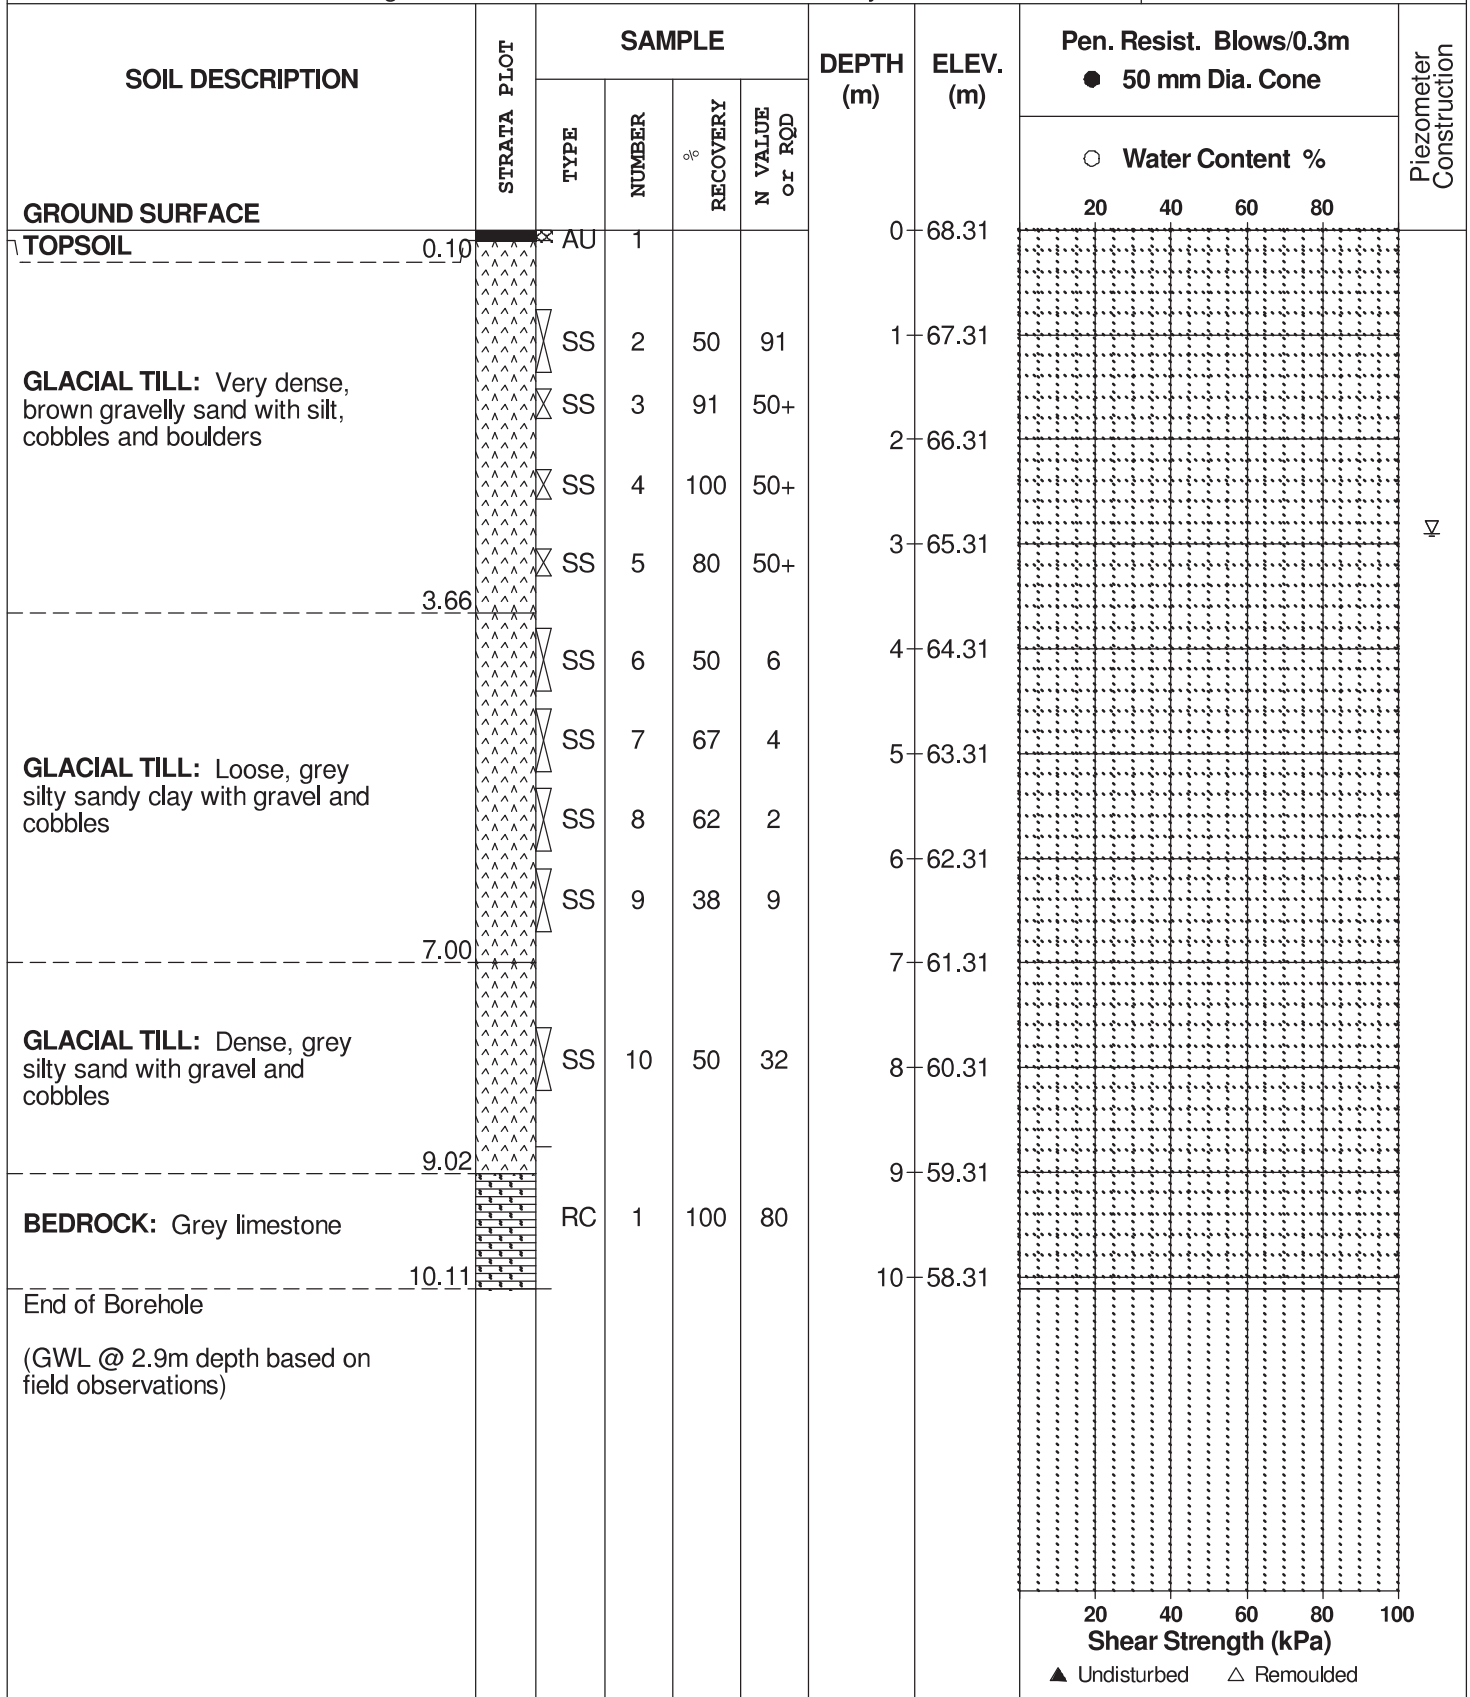 SOIL DESCRIPTION
STRATA PLOT
SAMPLE
TYPE
NUMBER
%
RECOVERY
N VALUE
or RQD
DEPTH
(m)
ELEV.
(m)
Pen. Resist. Blows/0.3m
● 50 mm Dia. Cone
○ Water Content %
Piezometer
Construction
20 40 60 80
GROUND SURFACE
0 68.31
TOPSOIL 0.10
AU 1
SS 2 50 91
1 67.31
GLACIAL TILL: Very dense,
brown gravelly sand with silt,
cobbles and boulders
SS 3 91 50+
2 66.31
SS 4 100 50+
3 65.31
SS 5 80 50+
3.66
4 64.31
SS 6 50 6
SS 7 67 4
5 63.31
GLACIAL TILL: Loose, grey
silty sandy clay with gravel and
cobbles
SS 8 62 2
6 62.31
SS 9 38 9
7.00
7 61.31
GLACIAL TILL: Dense, grey
silty sand with gravel and
cobbles
SS 10 50 32
8 60.31
9.02
9 59.31
BEDROCK: Grey limestone
RC 1 100 80
10.11
10 58.31
End of Borehole
(GWL @ 2.9m depth based on
field observations)
20 40 60 80 100
Shear Strength (kPa)
▲ Undisturbed △ Remoulded